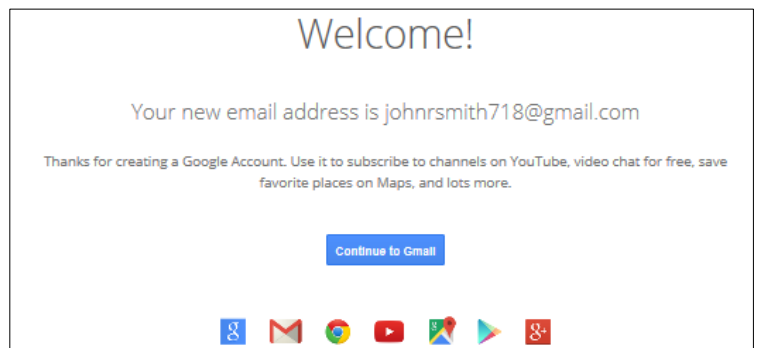 Welcome!
Your new email address is johnrsmith718@gmail.com
Thanks for creating a Google Account. Use it to subscribe to channels on YouTube, video chat for free, save
favorite places on Maps, and lots more.
Continue to Gmail
g g g+